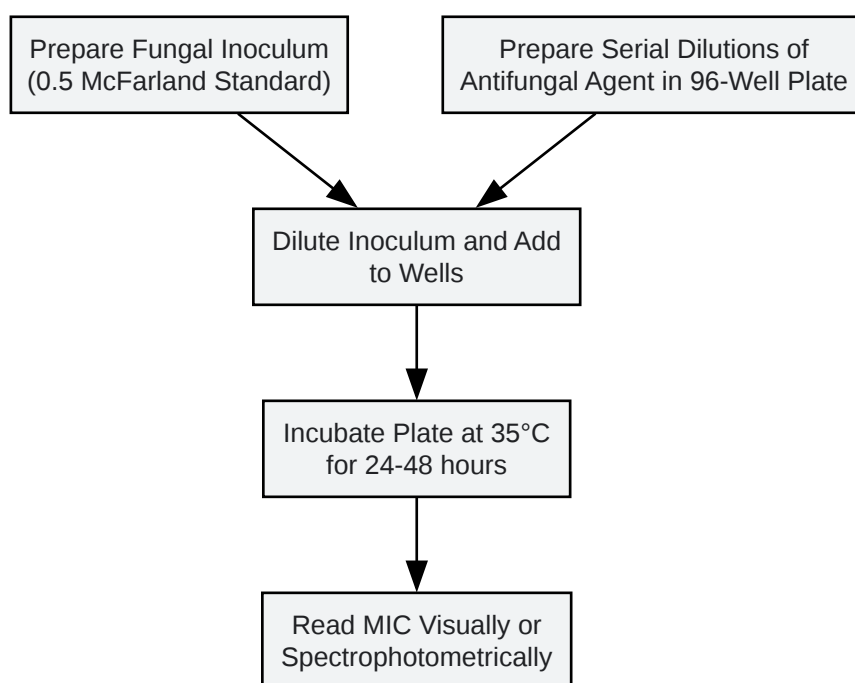 Prepare Fungal Inoculum
(0.5 McFarland Standard)
Prepare Serial Dilutions of
Antifungal Agent in 96-Well Plate
Dilute Inoculum and Add
to Wells
Incubate Plate at 35°C
for 24-48 hours
Read MIC Visually or
Spectrophotometrically